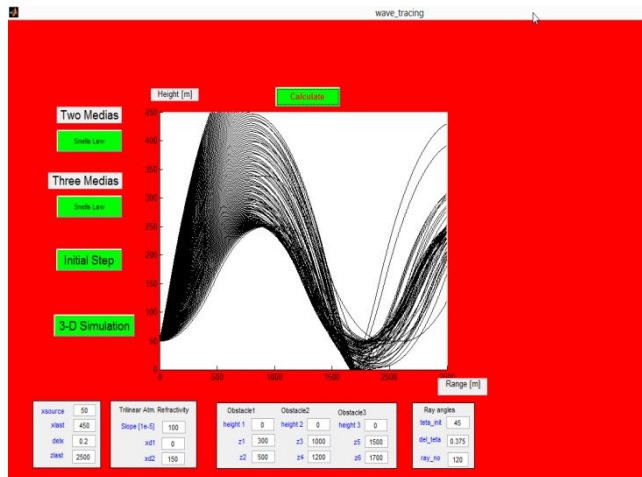 wave_tracing
Height [m]
Calculate
Two Medias
Snells Law
Three Medias
Snells Law
Initial Step
3-D Simulation
450
400
350
300
250
200
150
100
50
0
0 500 1000 1500 2000 2500
Range [m]
xsource 50
xlast 450
delx 0.2
zlast 2500
Trilinear Atm. Refractivity
Slope [1e-5] 100
xd1 0
xd2 150
Obstacle1 Obstacle2 Obstacle3
height 1 0 height 2 0 height 3 0
z1 300 z3 1000 z5 1500
z2 500 z4 1200 z6 1700
Ray angles
teta_init 45
del_teta 0.375
ray_no 120